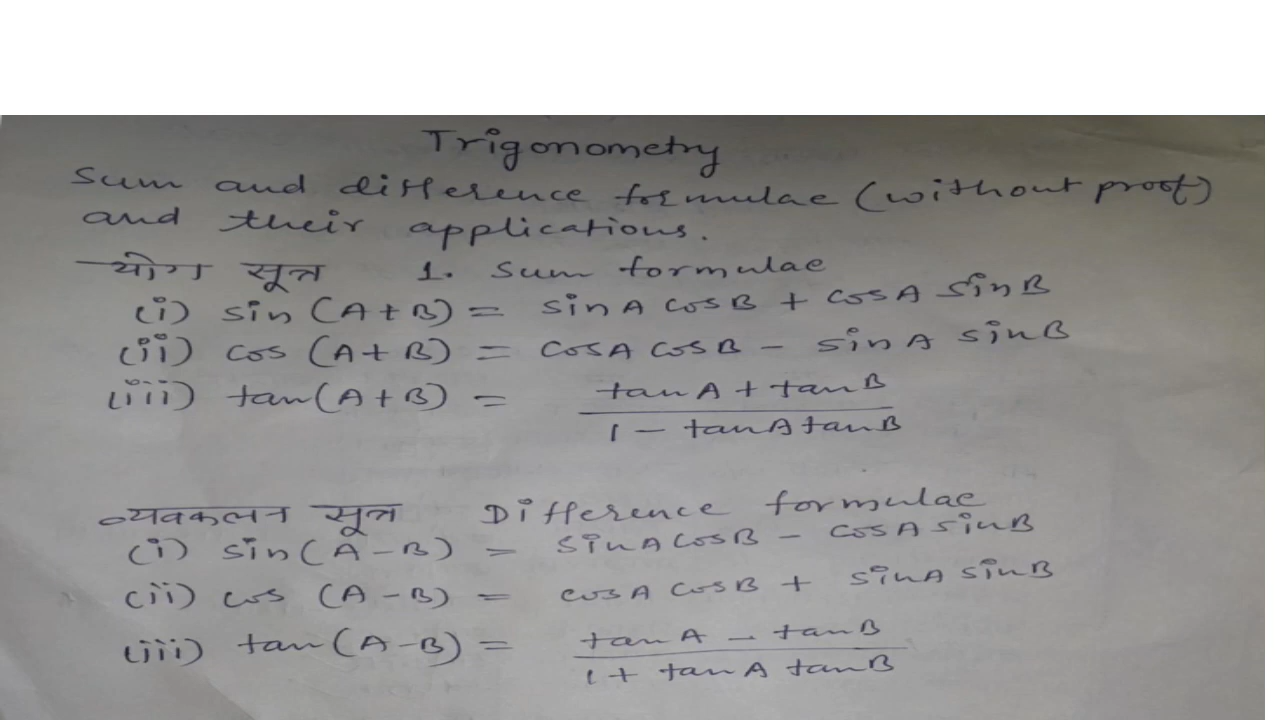 Trigonometry
Sum and difference formulae (without proof)
and their applications.
योग सूत्र 1. Sum formulae
(i) sin (A+B) = sinA cosB + cosA sinB
(ii) cos (A+B) = cosA cosB - sinA sinB
(iii) tan(A+B) = tanA + tanB
1 - tanA tanB
व्यवकलन सूत्र Difference formulae
(i) sin(A-B) = sinA cosB - cosA sinB
(ii) cos (A-B) = cosA cosB + sinA sinB
(iii) tan(A-B) = tanA - tanB
1 + tanA tanB